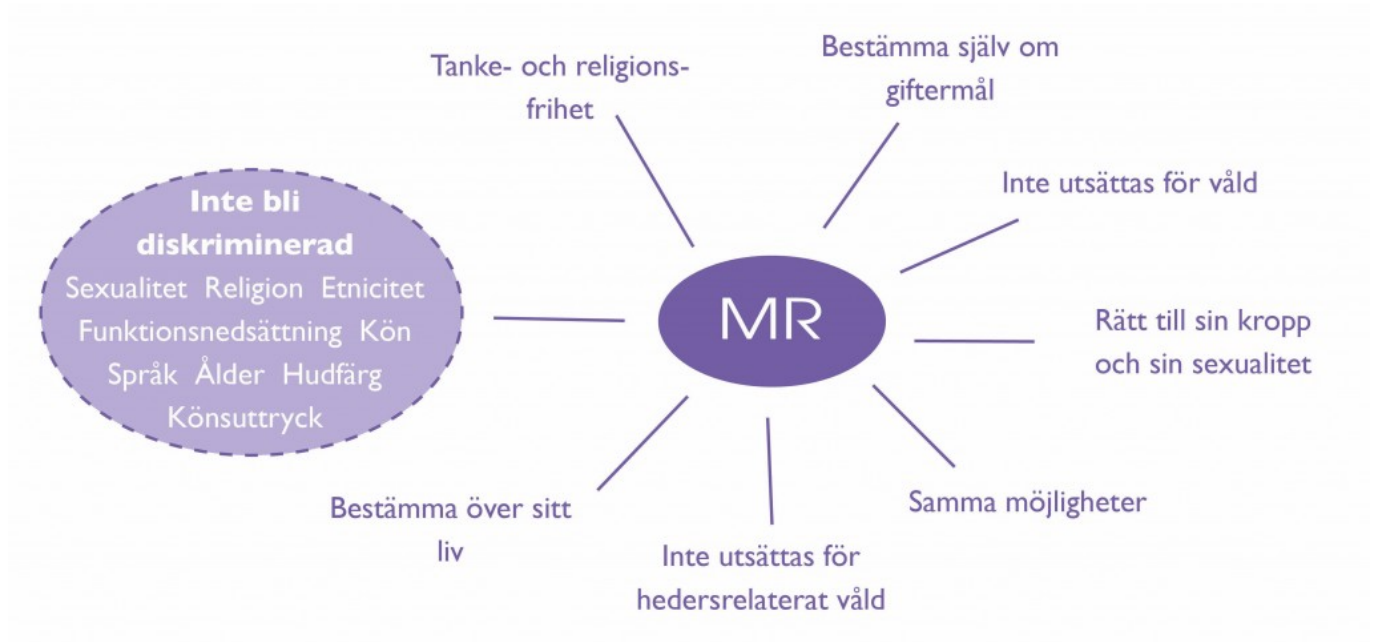 Tanke- och religions-
frihet
Bestämma själv om
giftermål
Inte utsättas för våld
Inte bli
diskriminerad
Sexualitet Religion Etnicitet
Funktionsnedsättning Kön
Språk Ålder Hudfärg
Könsuttryck
MR
Rätt till sin kropp
och sin sexualitet
Bestämma över sitt
liv
Inte utsättas för
hedersrelaterat våld
Samma möjligheter